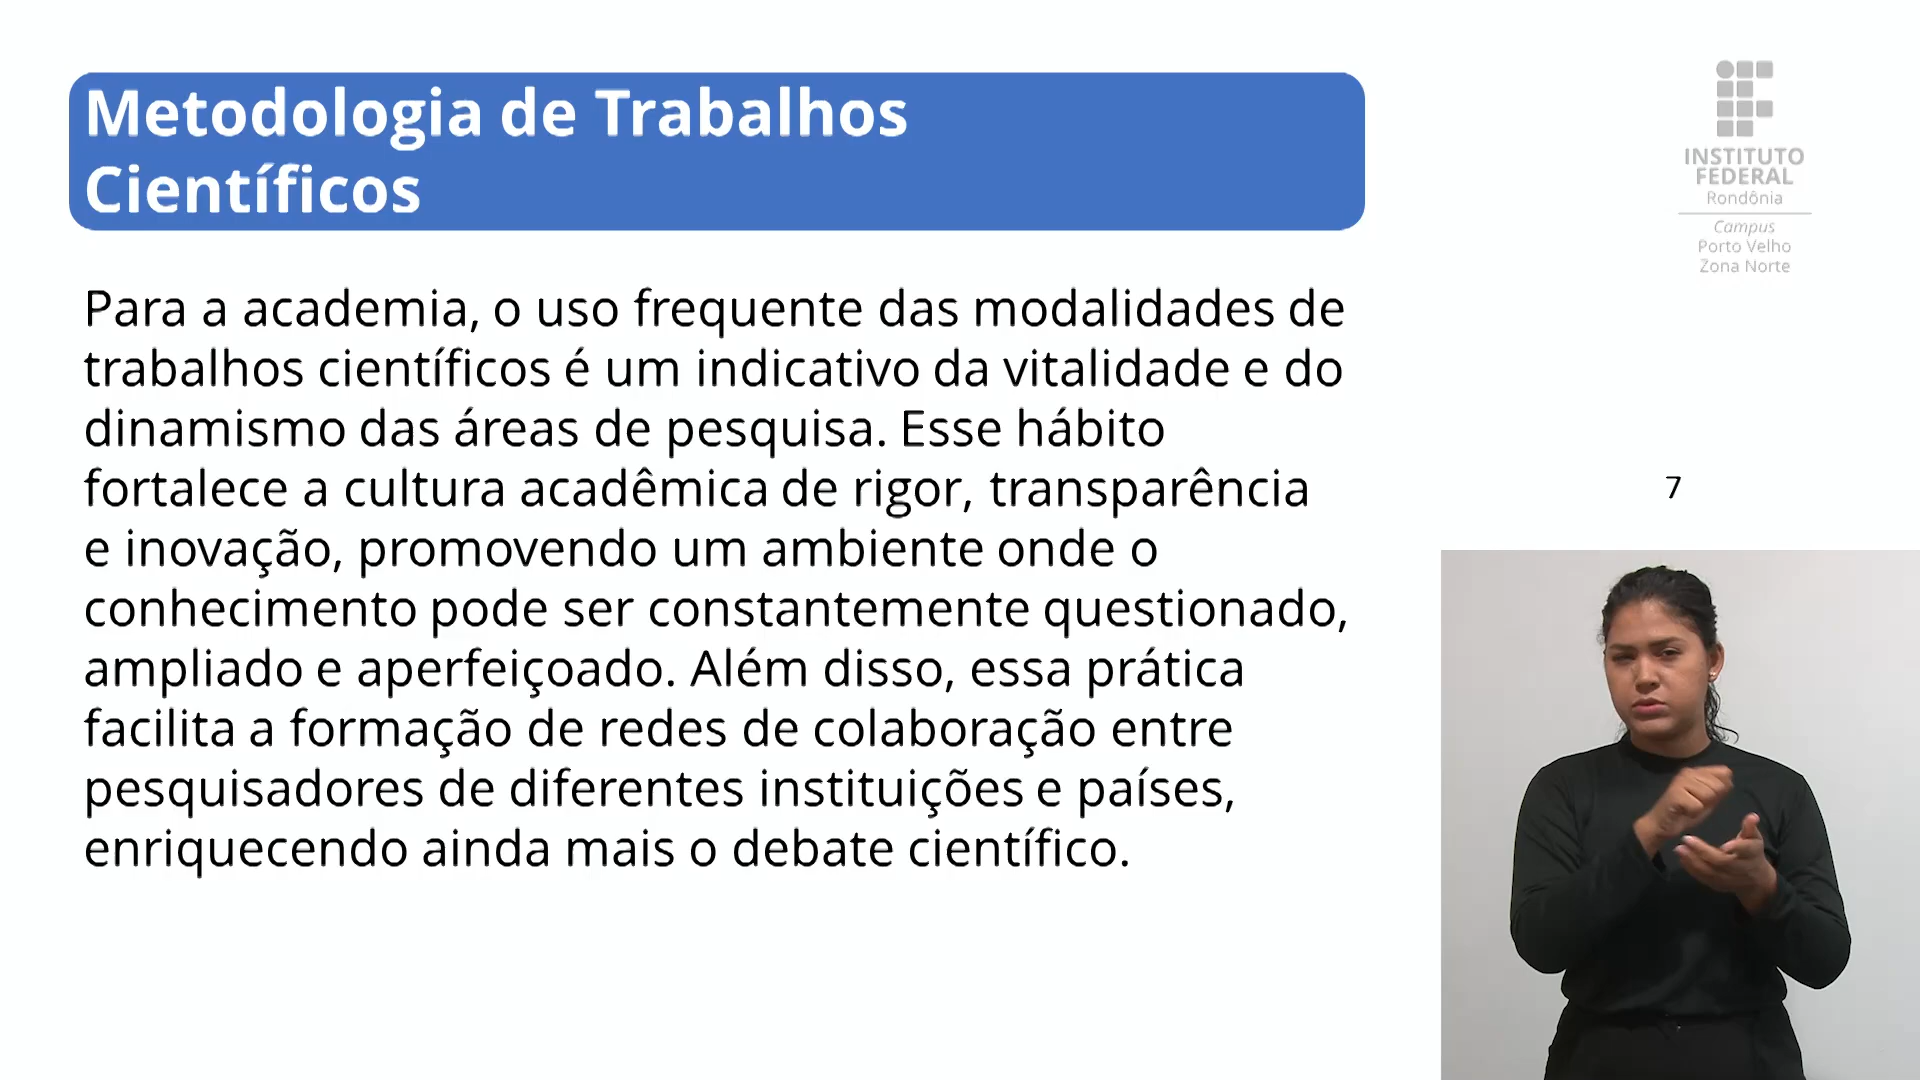 Metodologia de Trabalhos
Científicos
INSTITUTO
FEDERAL
Rondônia
Campus
Porto Velho
Zona Norte
Para a academia, o uso frequente das modalidades de
trabalhos científicos é um indicativo da vitalidade e do
dinamismo das áreas de pesquisa. Esse hábito
fortalece a cultura acadêmica de rigor, transparência
e inovação, promovendo um ambiente onde o
conhecimento pode ser constantemente questionado,
ampliado e aperfeiçoado. Além disso, essa prática
facilita a formação de redes de colaboração entre
pesquisadores de diferentes instituições e países,
enriquecendo ainda mais o debate científico.
7